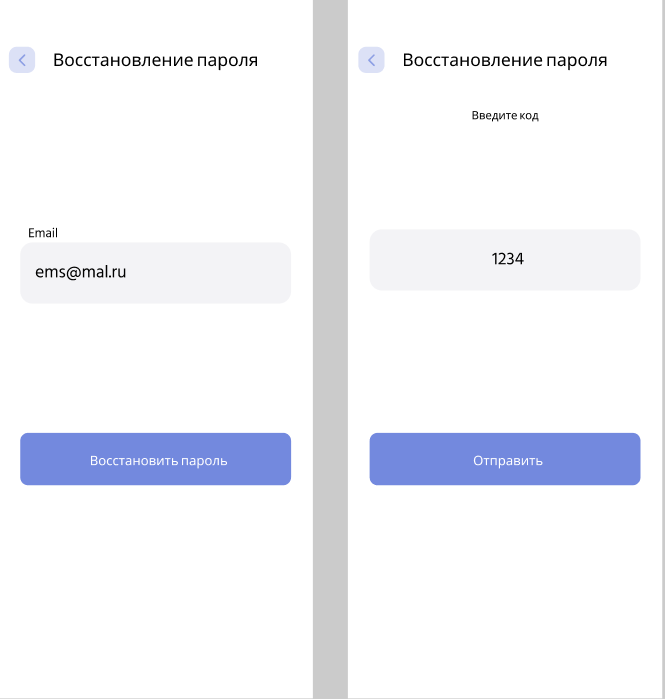 Восстановление пароля
Email
ems@mal.ru
Восстановить пароль
Восстановление пароля
Введите код
1234
Отправить